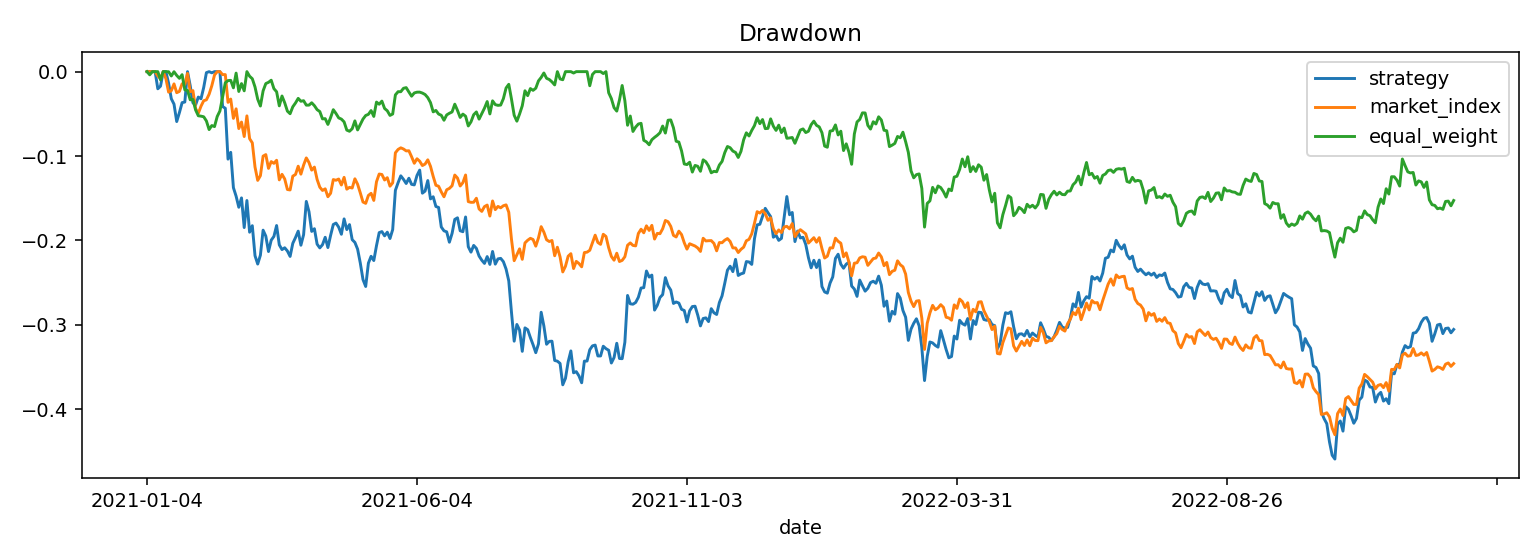 Drawdown
strategy
market_index
equal_weight
0.0
−0.1
−0.2
−0.3
−0.4
2021-01-04
2021-06-04
2021-11-03
2022-03-31
2022-08-26
date